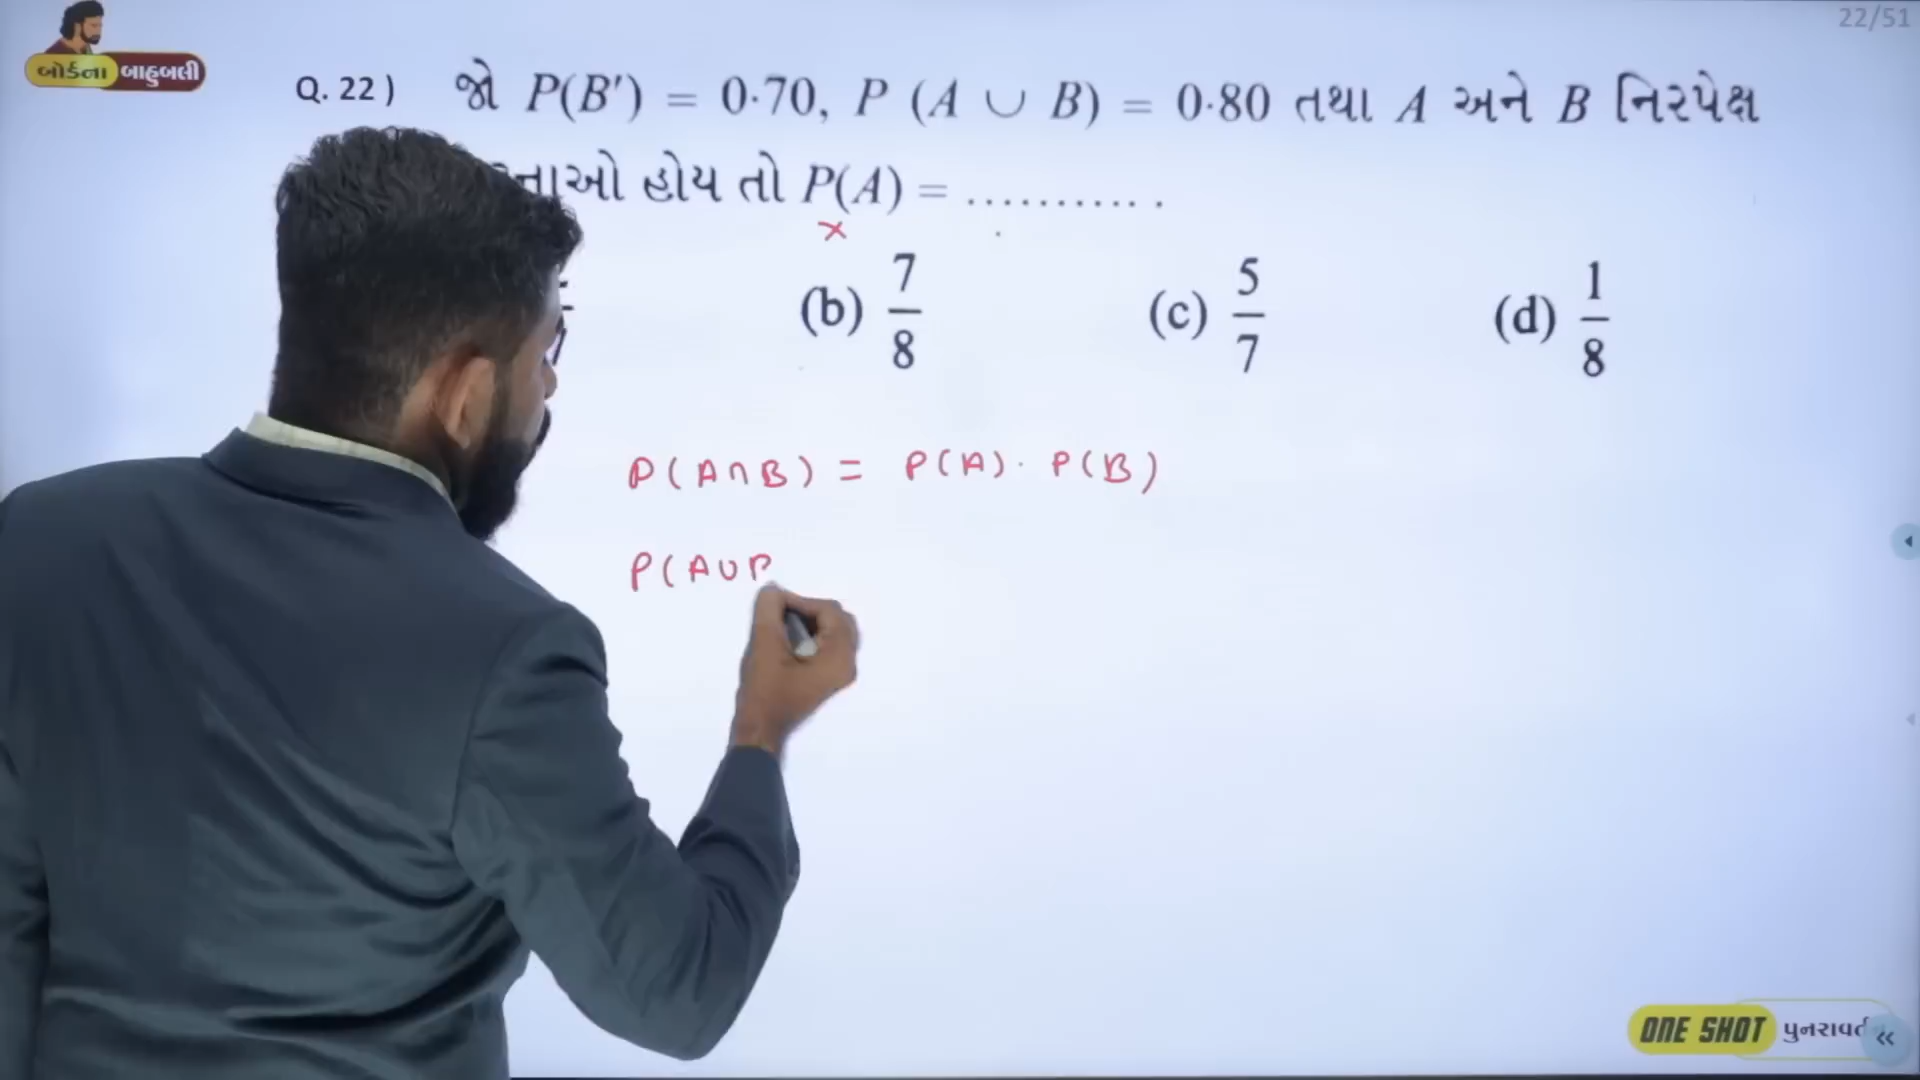 22/51
બોર્ડના બાહુબલી
Q. 22 ) જો P(B′) = 0·70, P (A ∪ B) = 0·80 તથા A અને B નિરપેક્ષ
હોય તો P(A) = ........... .
x
(b) 7/8 (c) 5/7 (d) 1/8
P(A∩B) = P(A) · P(B)
P(A∪
ONE SHOT